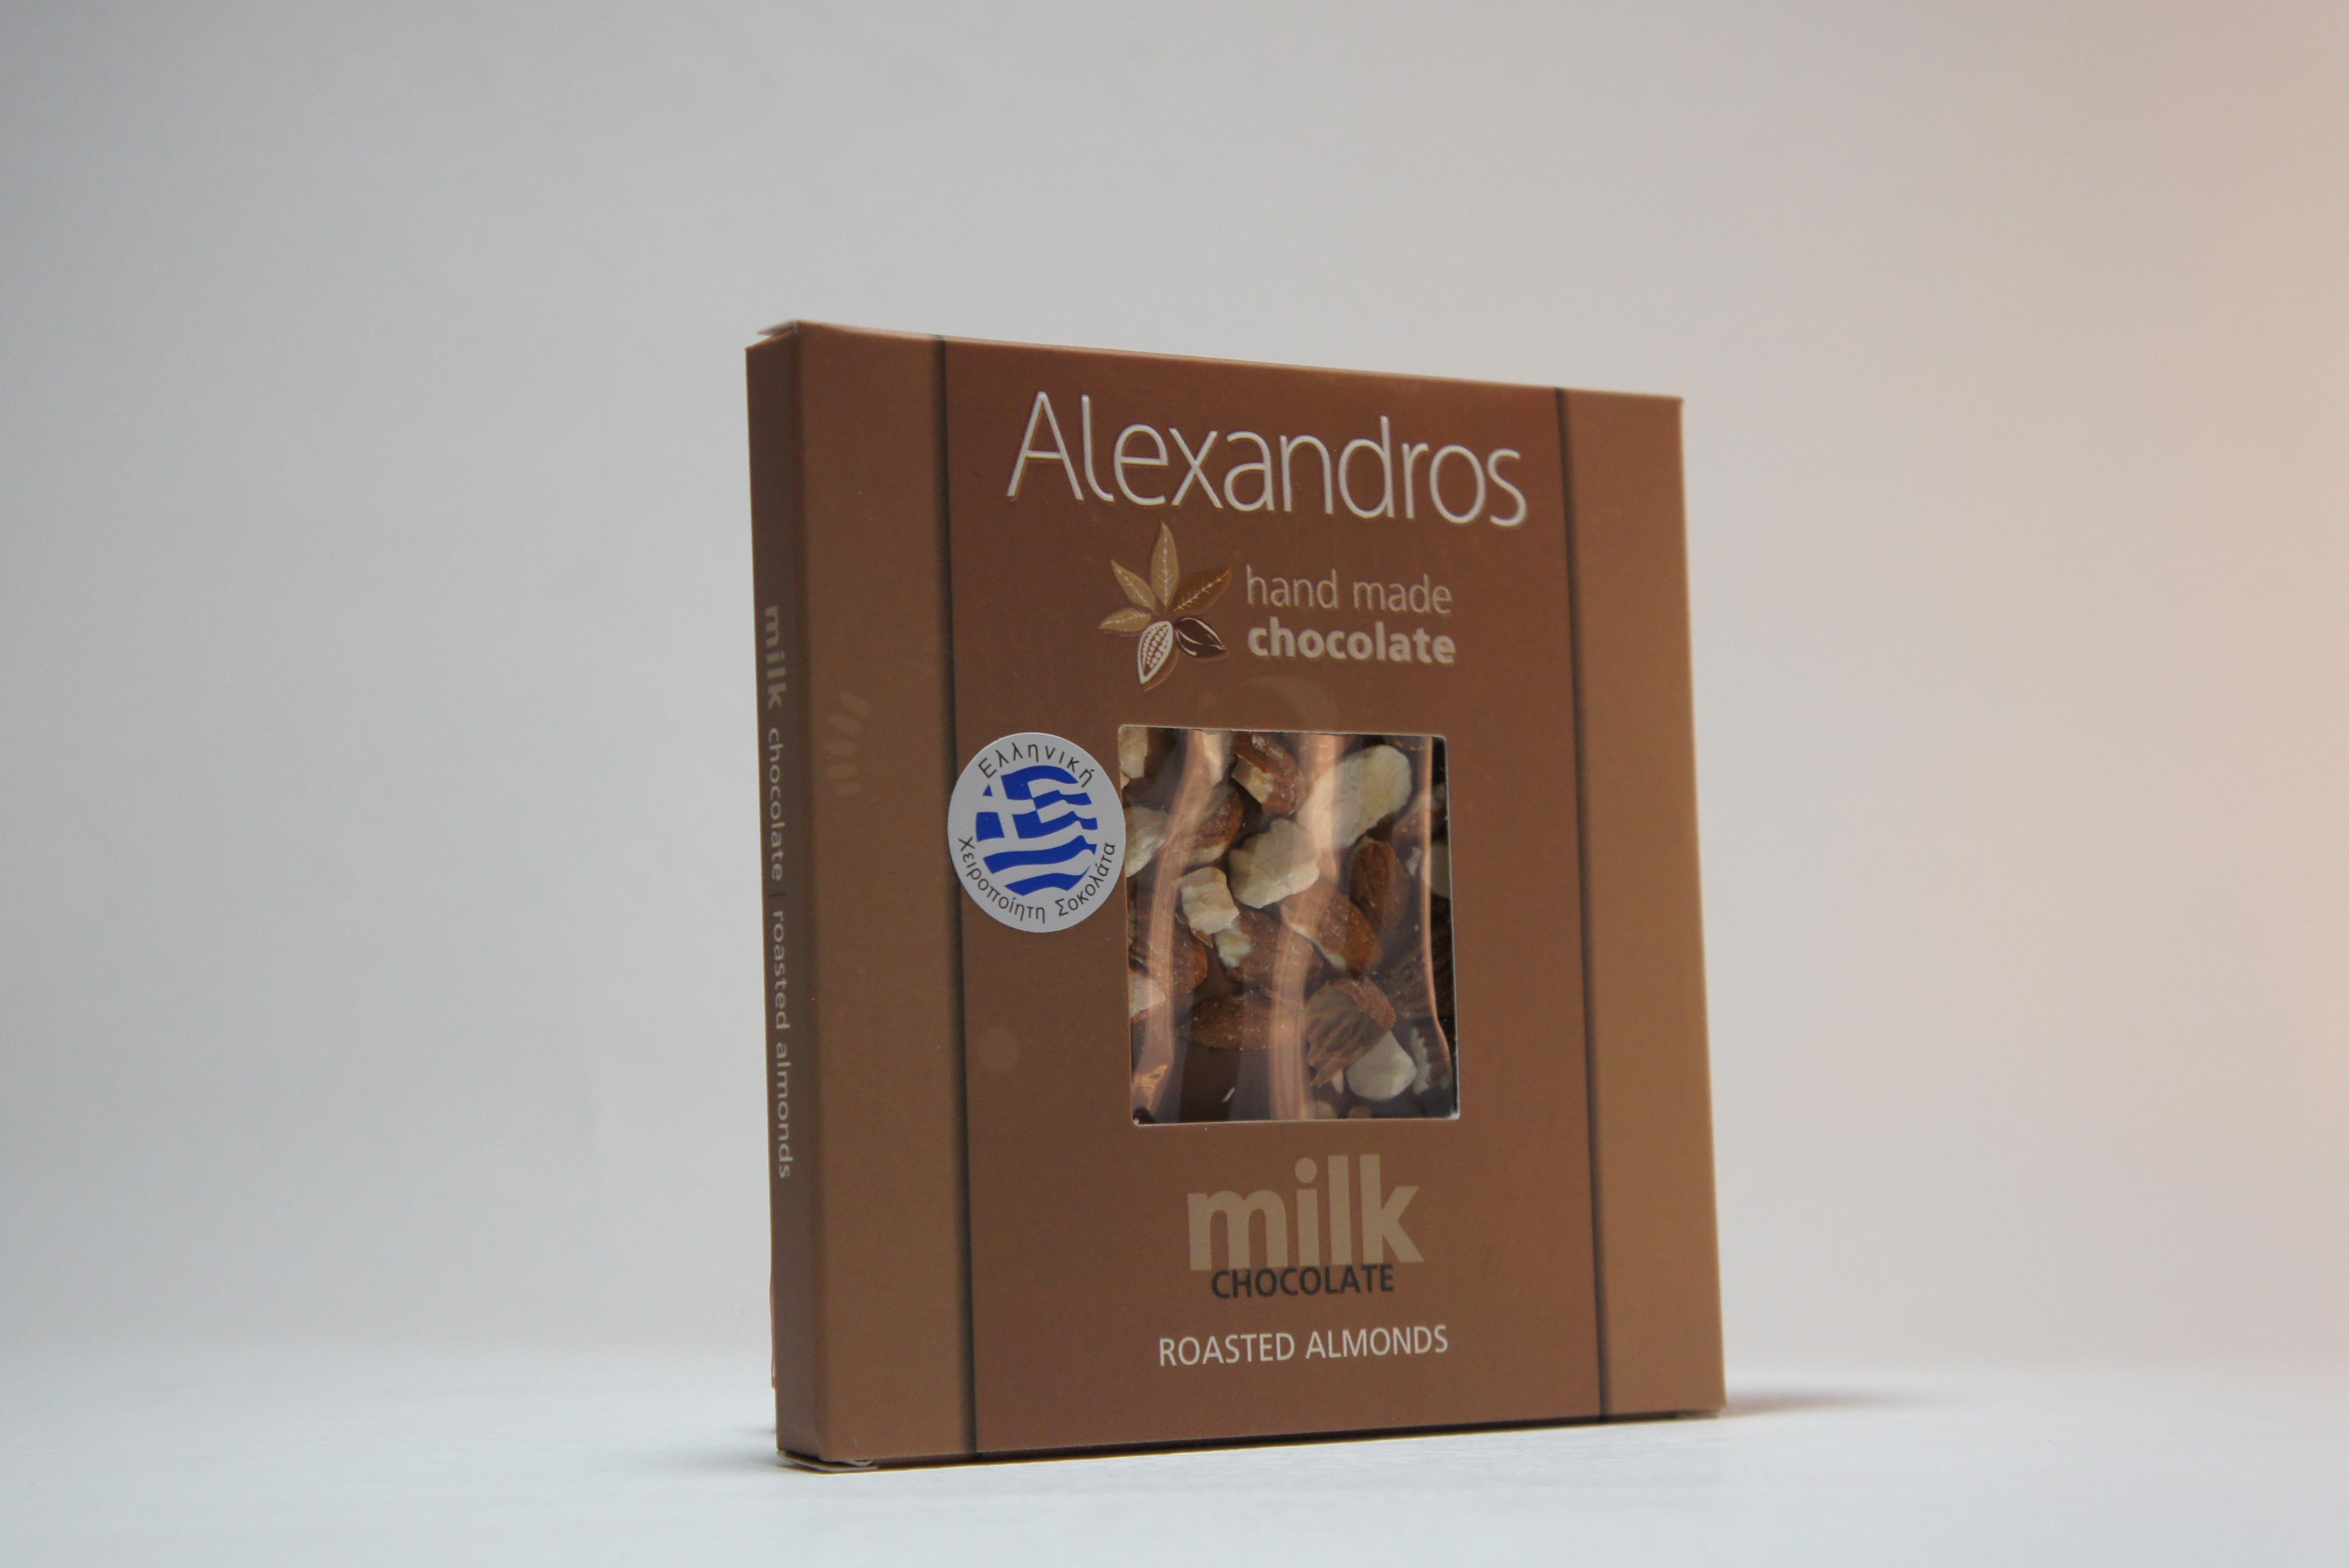 Alexandros
hand made
chocolate
Ελληνική
Χειροποίητη Σοκολάτα
milk
CHOCOLATE
ROASTED ALMONDS
milk chocolate | roasted almonds